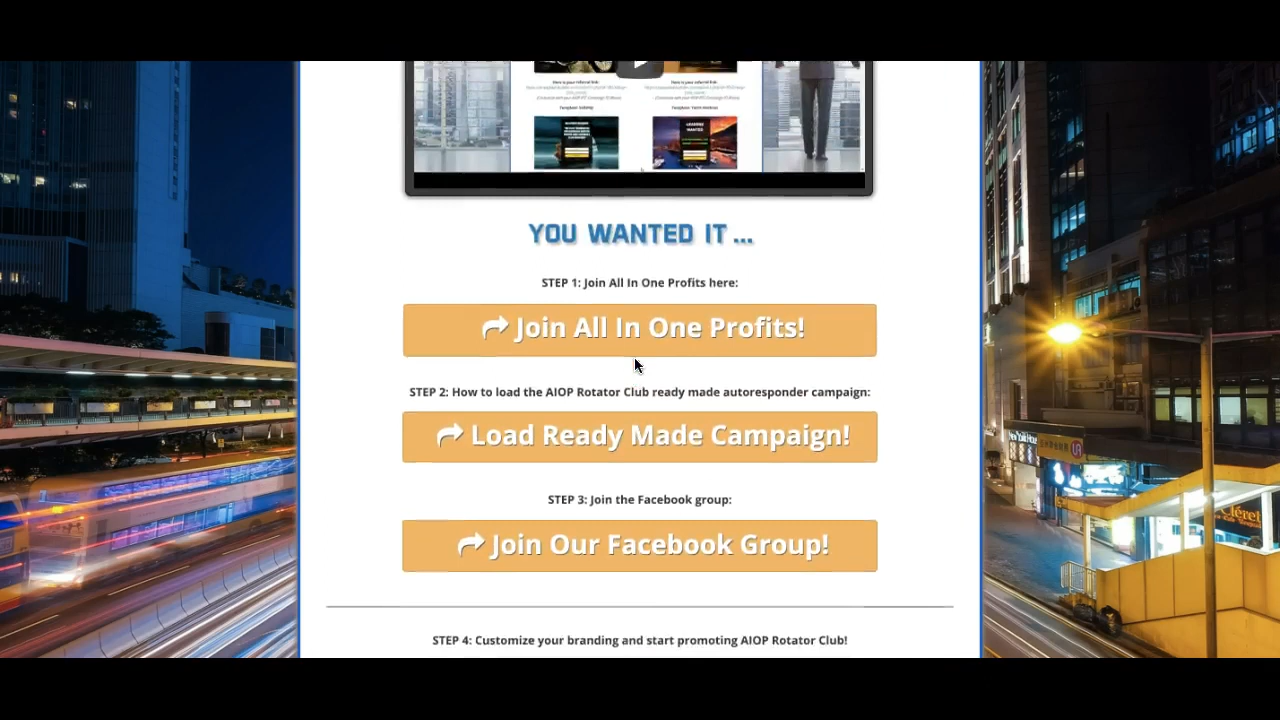 YOU WANTED IT ...
STEP 1: Join All In One Profits here:
Join All In One Profits!
STEP 2: How to load the AIOP Rotator Club ready made autoresponder campaign:
Load Ready Made Campaign!
STEP 3: Join the Facebook group:
Join Our Facebook Group!
STEP 4: Customize your branding and start promoting AIOP Rotator Club!